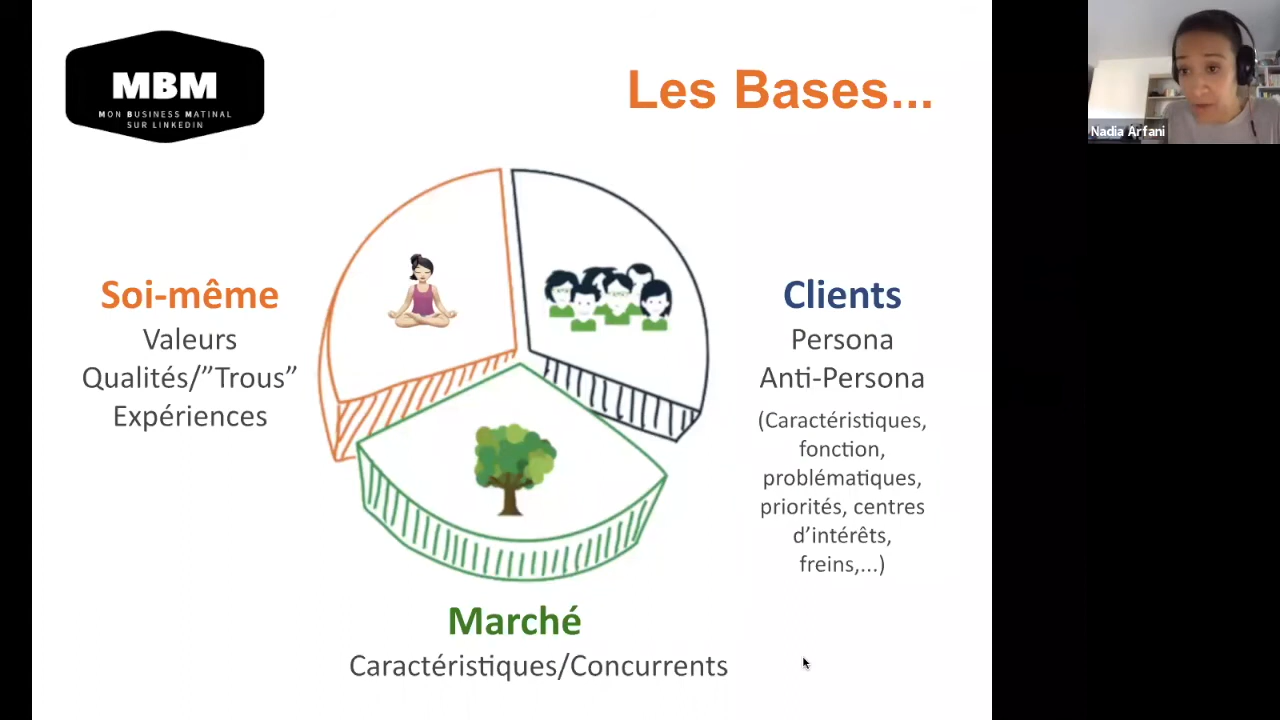 MBM
MON BUSINESS MATINAL
SUR LINKEDIN
Les Bases...
Nadia Arfani
Soi-même
Valeurs
Qualités/”Trous”
Expériences
Clients
Persona
Anti-Persona
(Caractéristiques,
fonction,
problématiques,
priorités, centres
d’intérêts,
freins,...)
Marché
Caractéristiques/Concurrents